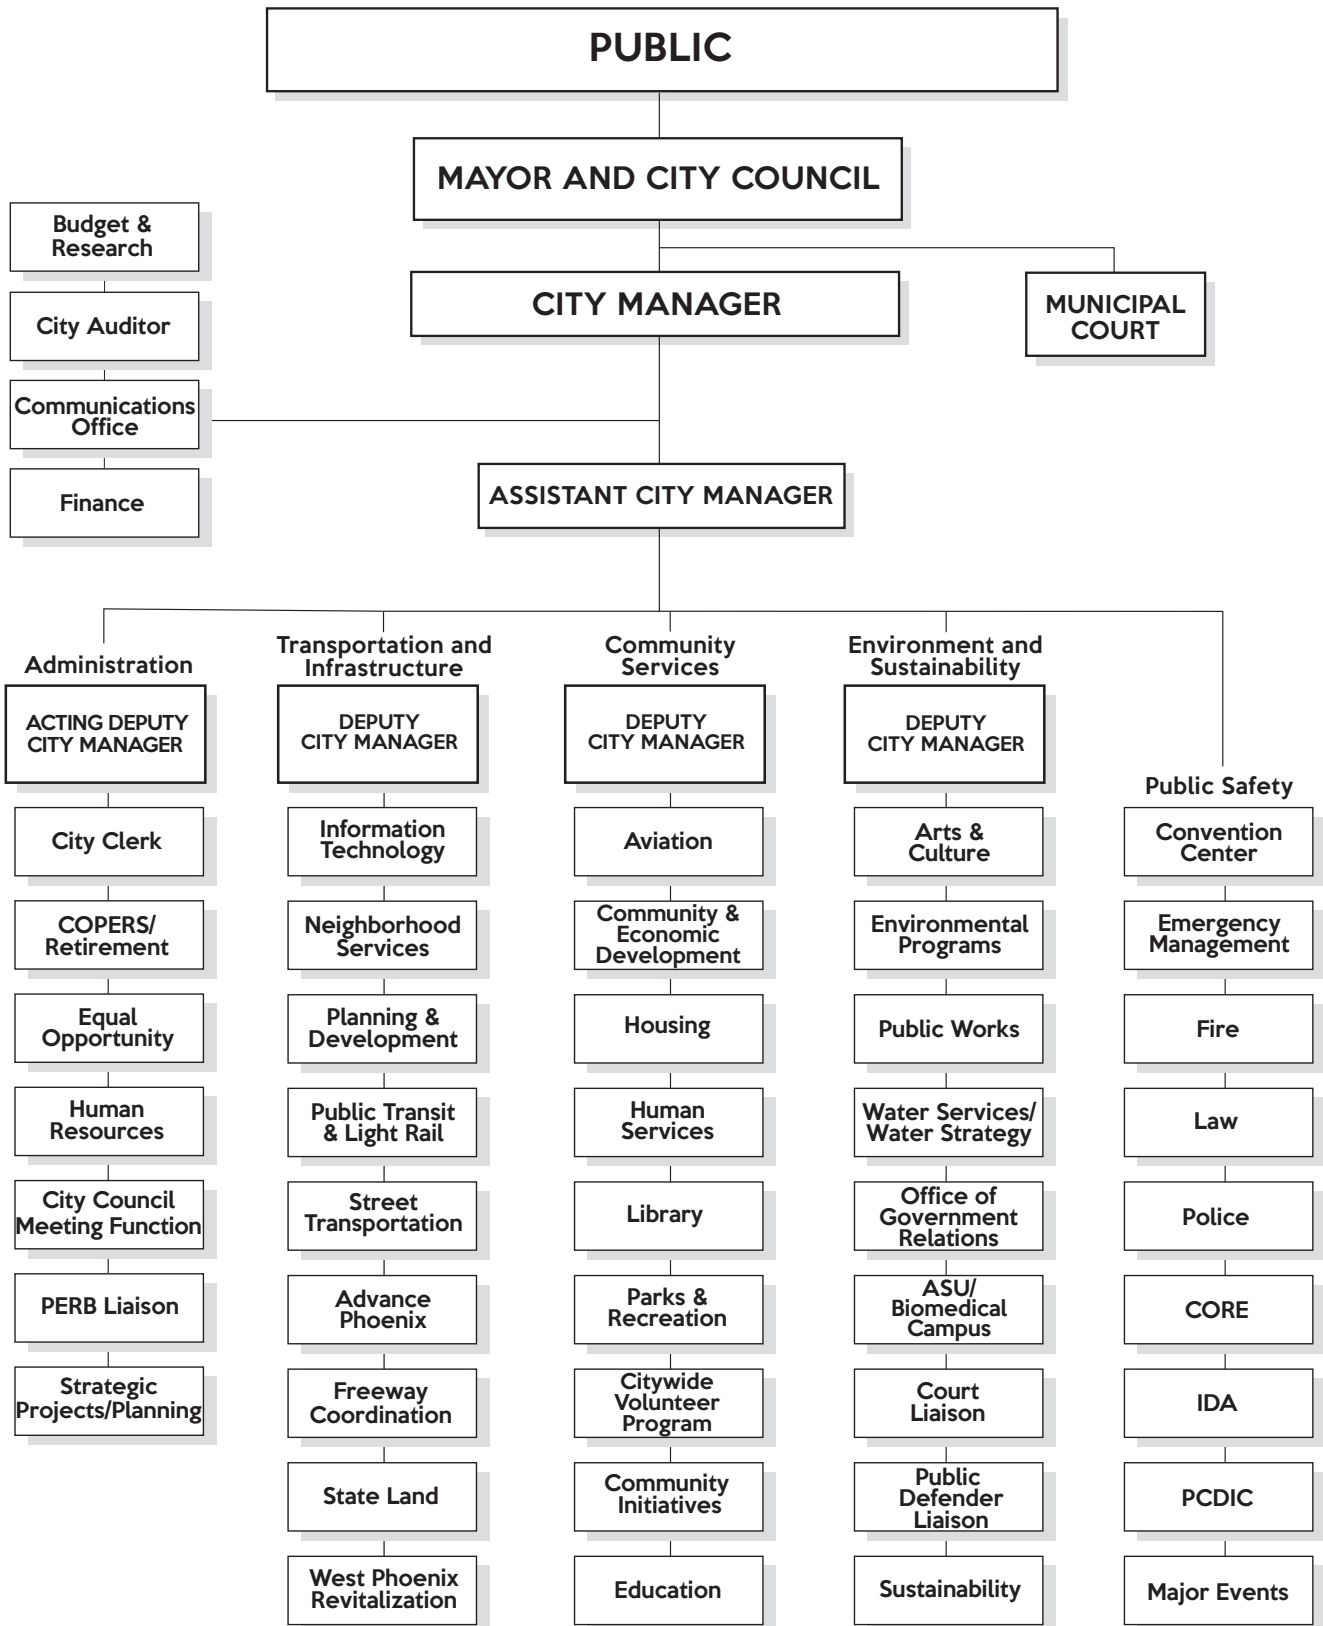 PUBLIC
MAYOR AND CITY COUNCIL
Budget &
Research
City Auditor
Communications
Office
Finance
CITY MANAGER
MUNICIPAL
COURT
ASSISTANT CITY MANAGER
Administration
ACTING DEPUTY
CITY MANAGER
City Clerk
COPERS/
Retirement
Equal
Opportunity
Human
Resources
City Council
Meeting Function
PERB Liaison
Strategic
Projects/Planning
Transportation and
Infrastructure
DEPUTY
CITY MANAGER
Information
Technology
Neighborhood
Services
Planning &
Development
Public Transit
& Light Rail
Street
Transportation
Advance
Phoenix
Freeway
Coordination
State Land
West Phoenix
Revitalization
Community
Services
DEPUTY
CITY MANAGER
Aviation
Community &
Economic
Development
Housing
Human
Services
Library
Parks &
Recreation
Citywide
Volunteer
Program
Community
Initiatives
Education
Environment and
Sustainability
DEPUTY
CITY MANAGER
Arts &
Culture
Environmental
Programs
Public Works
Water Services/
Water Strategy
Office of
Government
Relations
ASU/
Biomedical
Campus
Court
Liaison
Public
Defender
Liaison
Sustainability
Public Safety
Convention
Center
Emergency
Management
Fire
Law
Police
CORE
IDA
PCDIC
Major Events